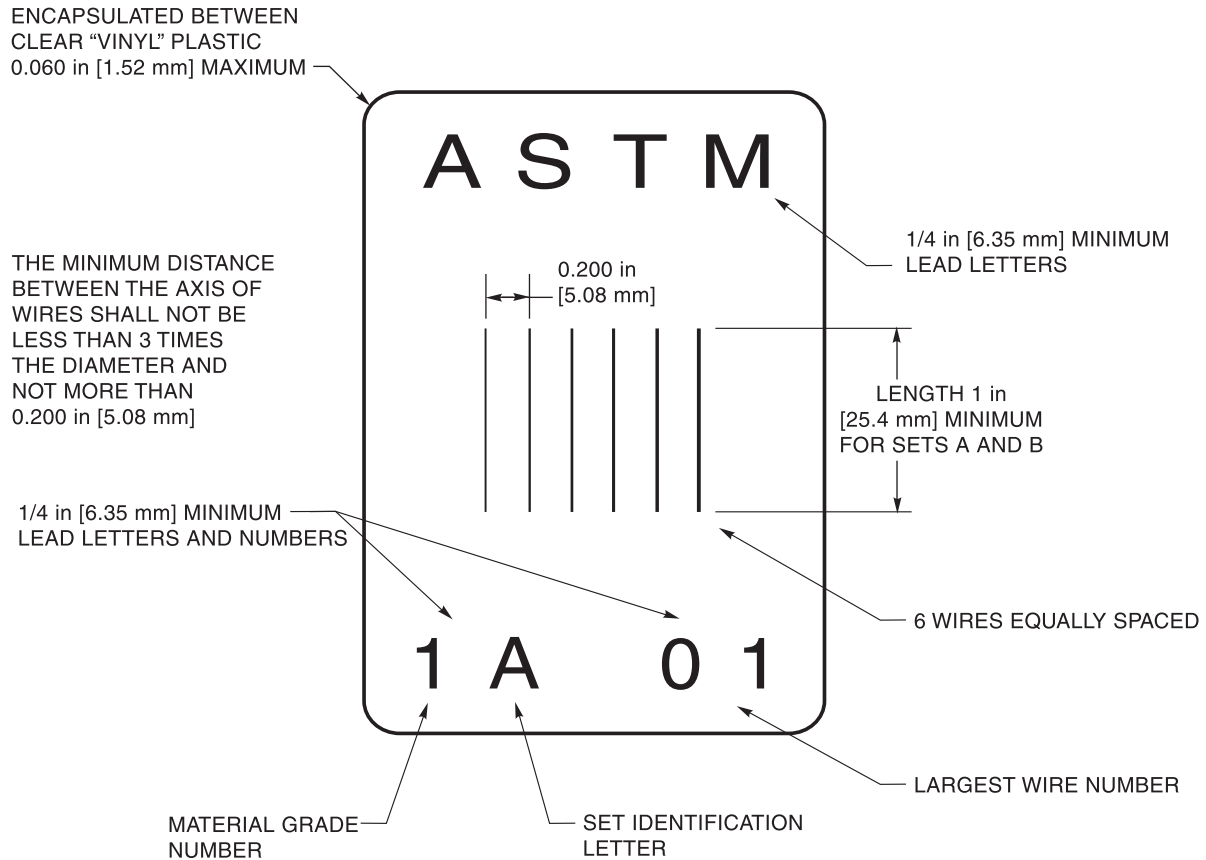 ENCAPSULATED BETWEEN
CLEAR “VINYL” PLASTIC
0.060 in [1.52 mm] MAXIMUM
A S T M
1/4 in [6.35 mm] MINIMUM
LEAD LETTERS
THE MINIMUM DISTANCE
BETWEEN THE AXIS OF
WIRES SHALL NOT BE
LESS THAN 3 TIMES
THE DIAMETER AND
NOT MORE THAN
0.200 in [5.08 mm]
0.200 in
[5.08 mm]
LENGTH 1 in
[25.4 mm] MINIMUM
FOR SETS A AND B
1/4 in [6.35 mm] MINIMUM
LEAD LETTERS AND NUMBERS
6 WIRES EQUALLY SPACED
1 A 0 1
LARGEST WIRE NUMBER
MATERIAL GRADE
NUMBER
SET IDENTIFICATION
LETTER